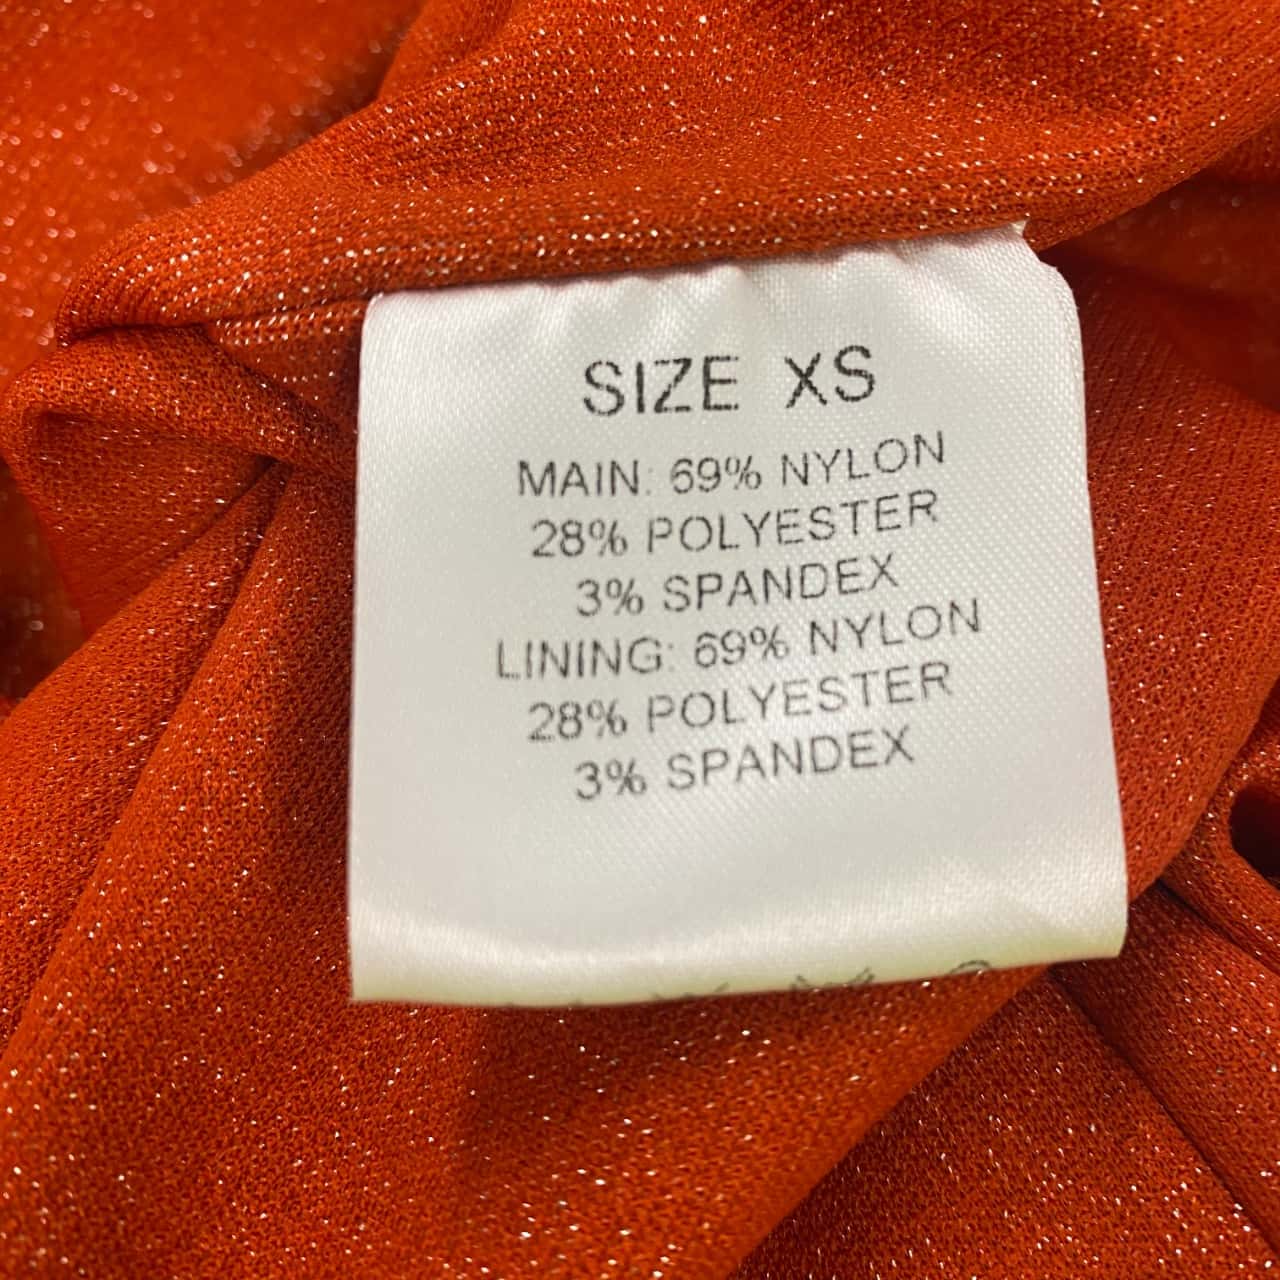 SIZE XS
MAIN: 69% NYLON
28% POLYESTER
3% SPANDEX
LINING: 69% NYLON
28% POLYESTER
3% SPANDEX